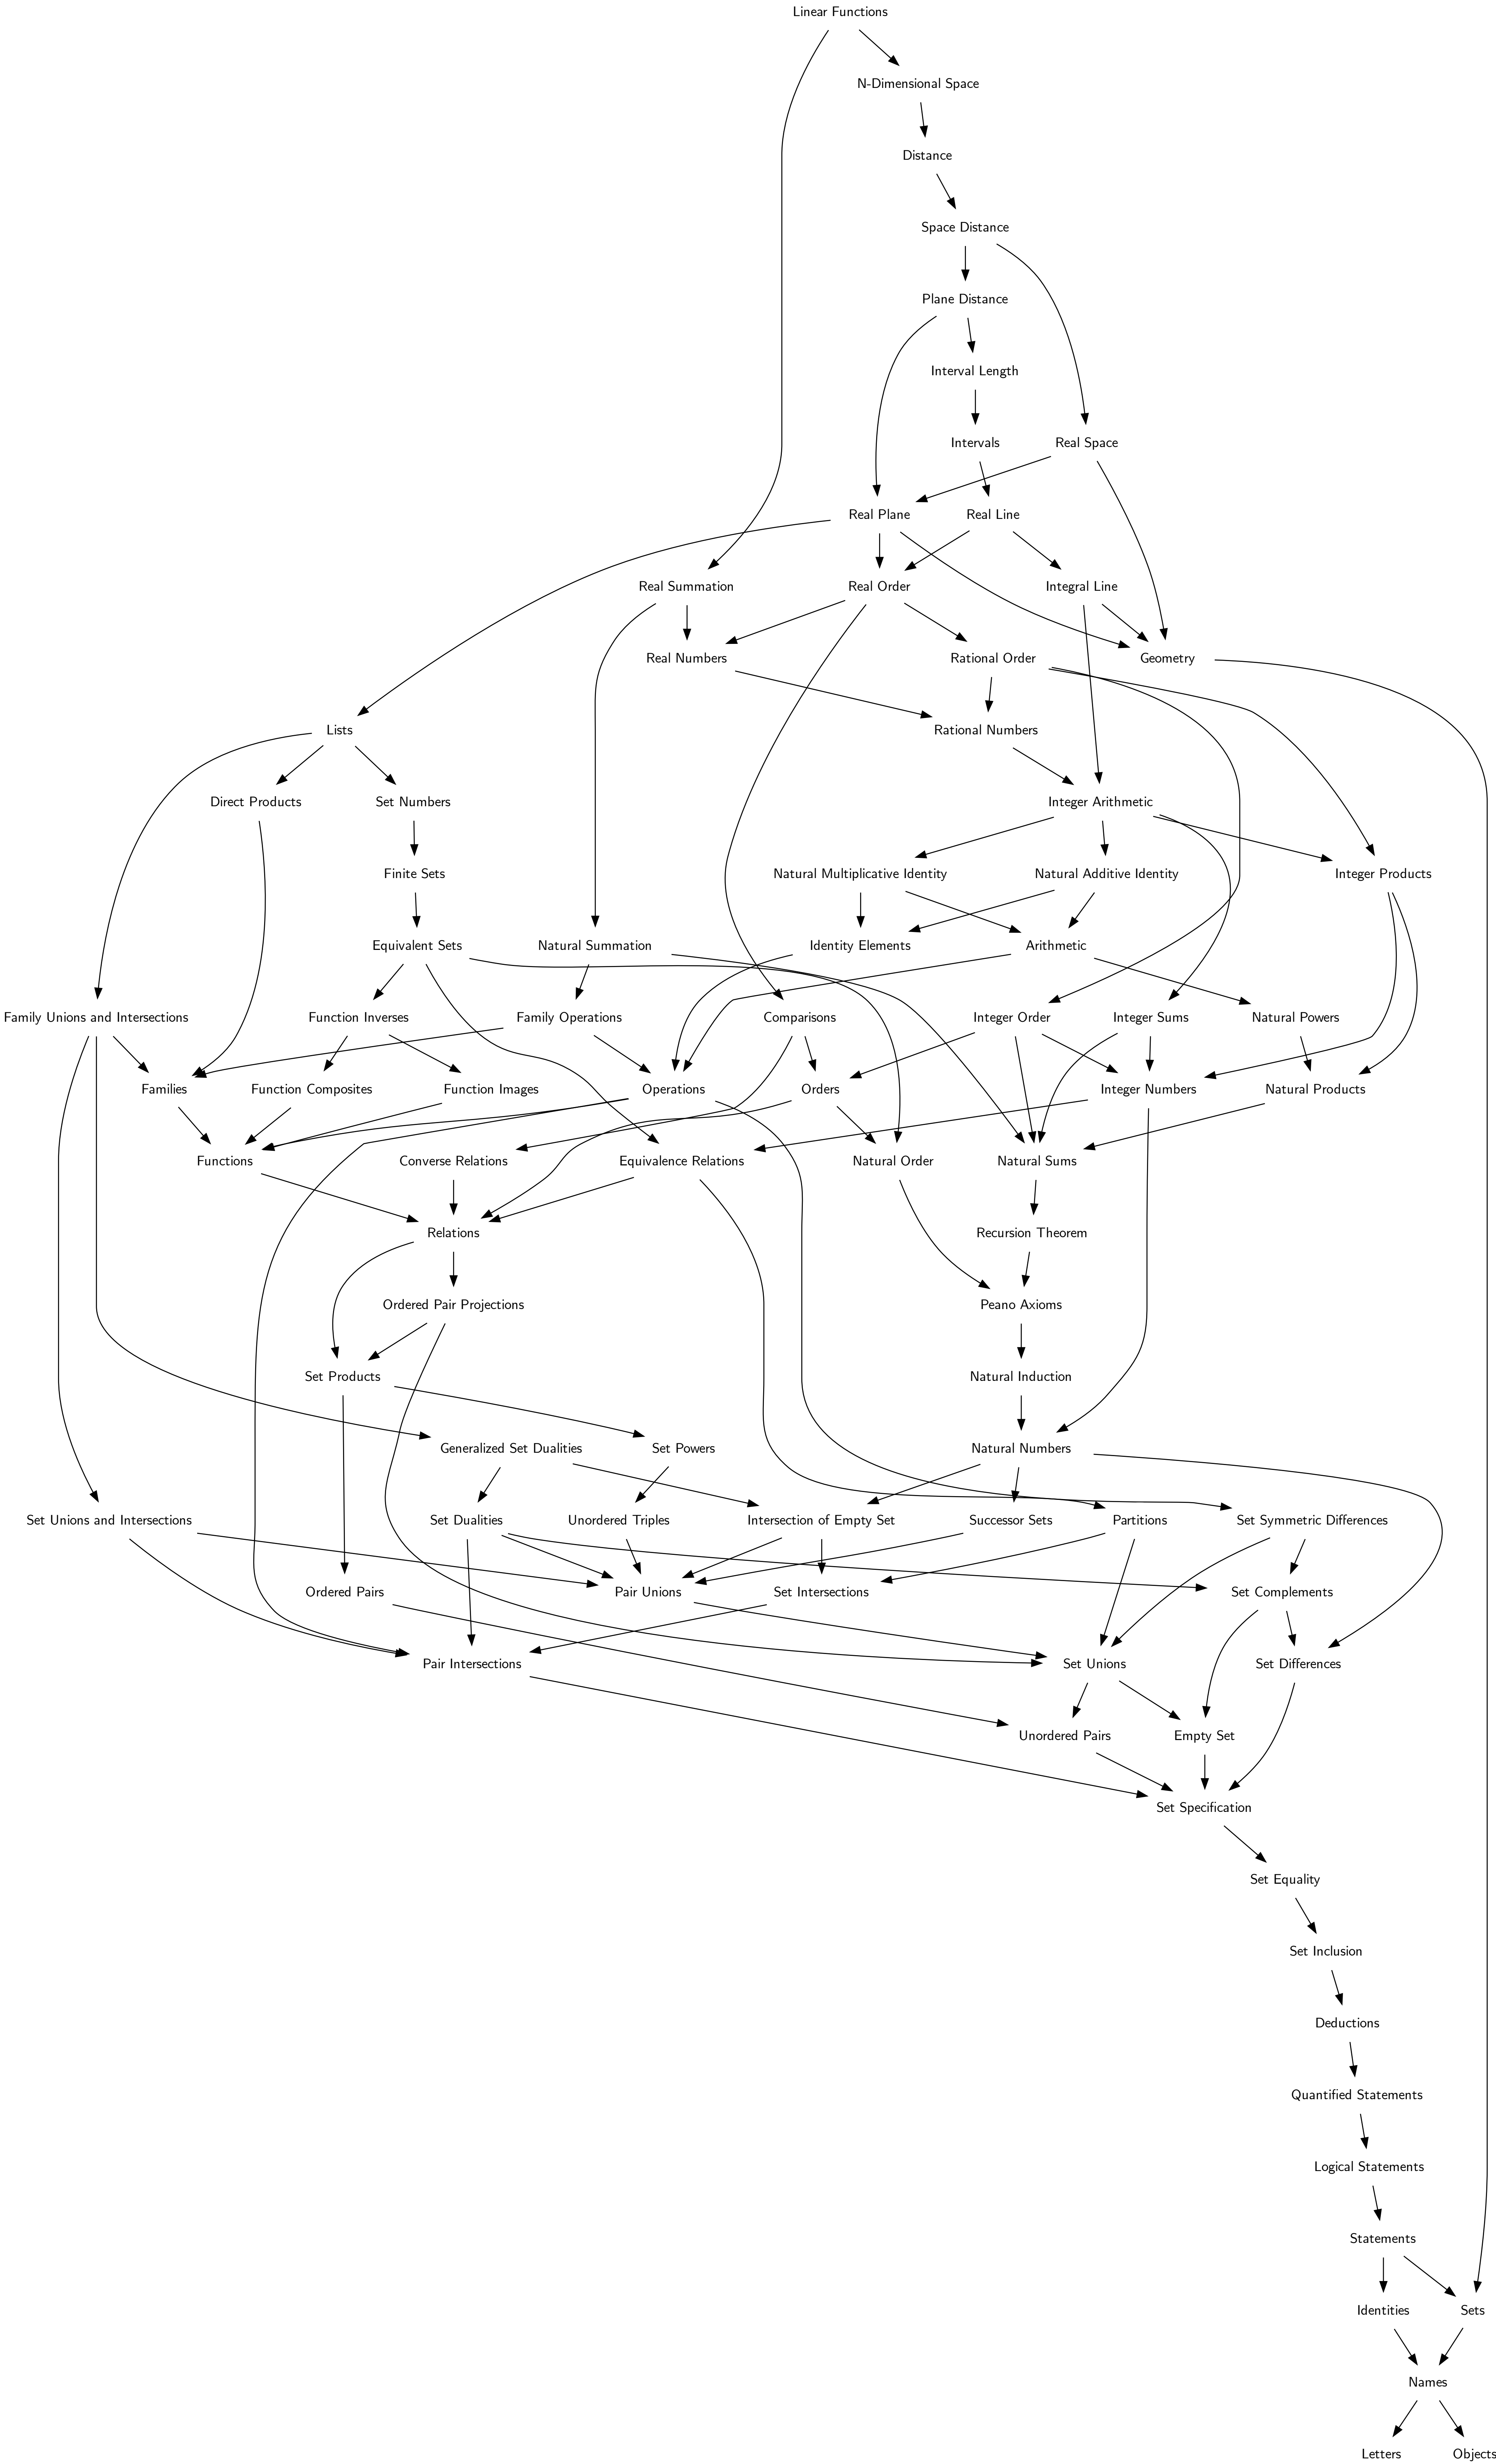 Linear Functions
N-Dimensional Space
Distance
Space Distance
Plane Distance
Interval Length
Intervals
Real Space
Real Plane
Real Line
Real Summation
Real Order
Integral Line
Real Numbers
Rational Order
Geometry
Lists
Rational Numbers
Direct Products
Set Numbers
Integer Arithmetic
Finite Sets
Natural Multiplicative Identity
Natural Additive Identity
Integer Products
Equivalent Sets
Natural Summation
Identity Elements
Arithmetic
Family Unions and Intersections
Function Inverses
Family Operations
Comparisons
Integer Order
Integer Sums
Natural Powers
Families
Function Composites
Function Images
Operations
Orders
Integer Numbers
Natural Products
Functions
Converse Relations
Equivalence Relations
Natural Order
Natural Sums
Relations
Recursion Theorem
Ordered Pair Projections
Peano Axioms
Set Products
Natural Induction
Generalized Set Dualities
Set Powers
Natural Numbers
Set Unions and Intersections
Set Dualities
Unordered Triples
Intersection of Empty Set
Successor Sets
Partitions
Set Symmetric Differences
Ordered Pairs
Pair Unions
Set Intersections
Set Complements
Pair Intersections
Set Unions
Set Differences
Unordered Pairs
Empty Set
Set Specification
Set Equality
Set Inclusion
Deductions
Quantified Statements
Logical Statements
Statements
Identities
Sets
Names
Letters
Objects